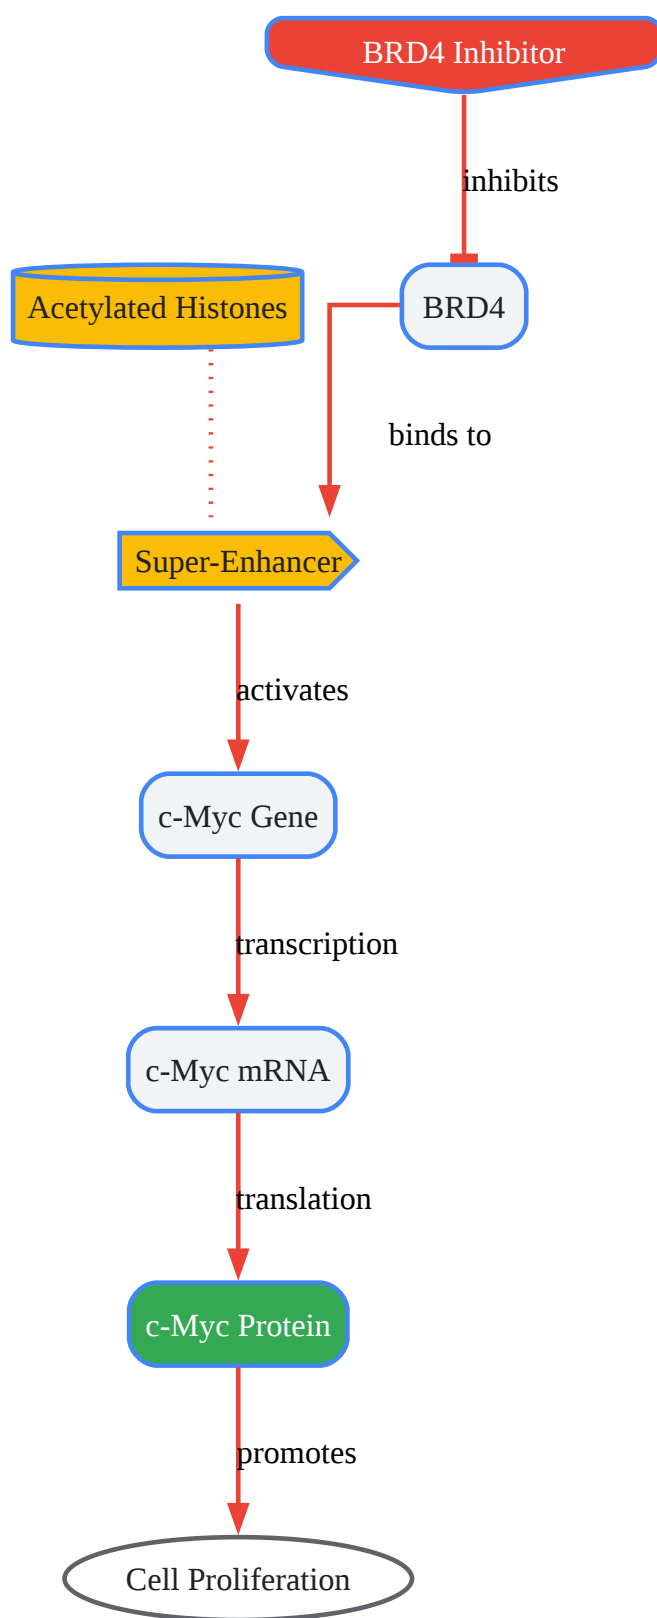 BRD4 Inhibitor
inhibits
Acetylated Histones
BRD4
binds to
Super-Enhancer
activates
c-Myc Gene
transcription
c-Myc mRNA
translation
c-Myc Protein
promotes
Cell Proliferation